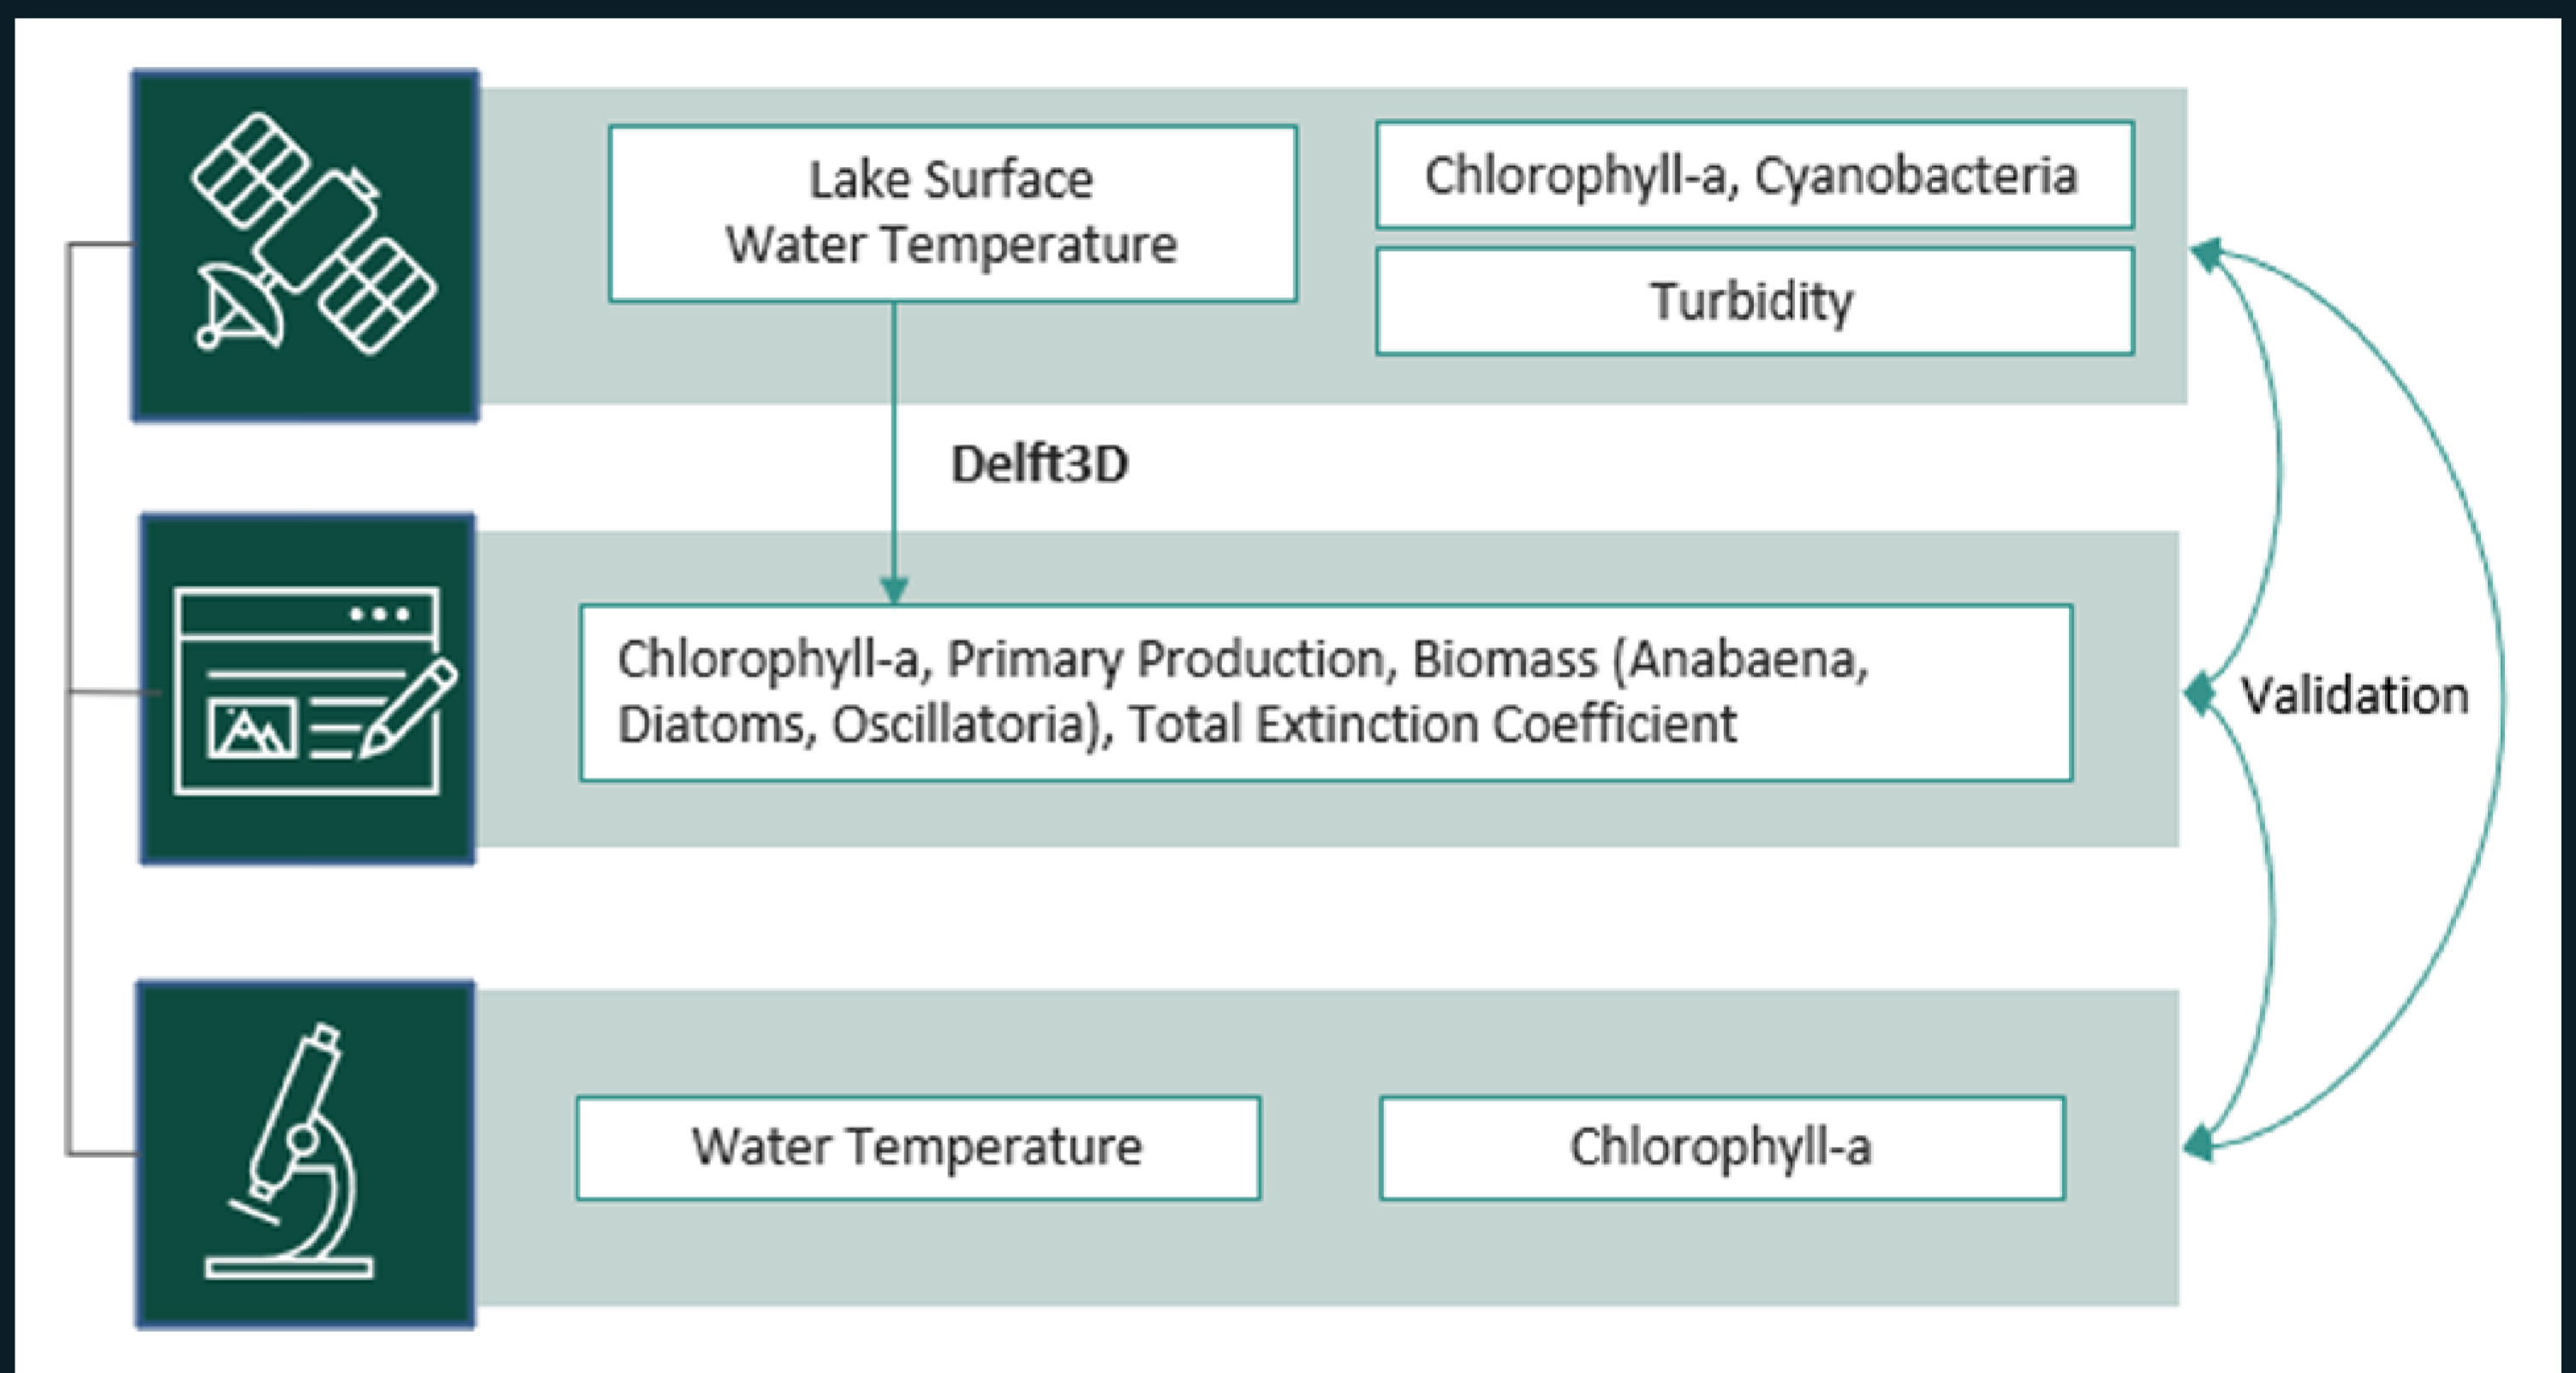 Lake Surface
Water Temperature
Chlorophyll-a, Cyanobacteria
Turbidity
Delft3D
Chlorophyll-a, Primary Production, Biomass (Anabaena,
Diatoms, Oscillatoria), Total Extinction Coefficient
Validation
Water Temperature
Chlorophyll-a